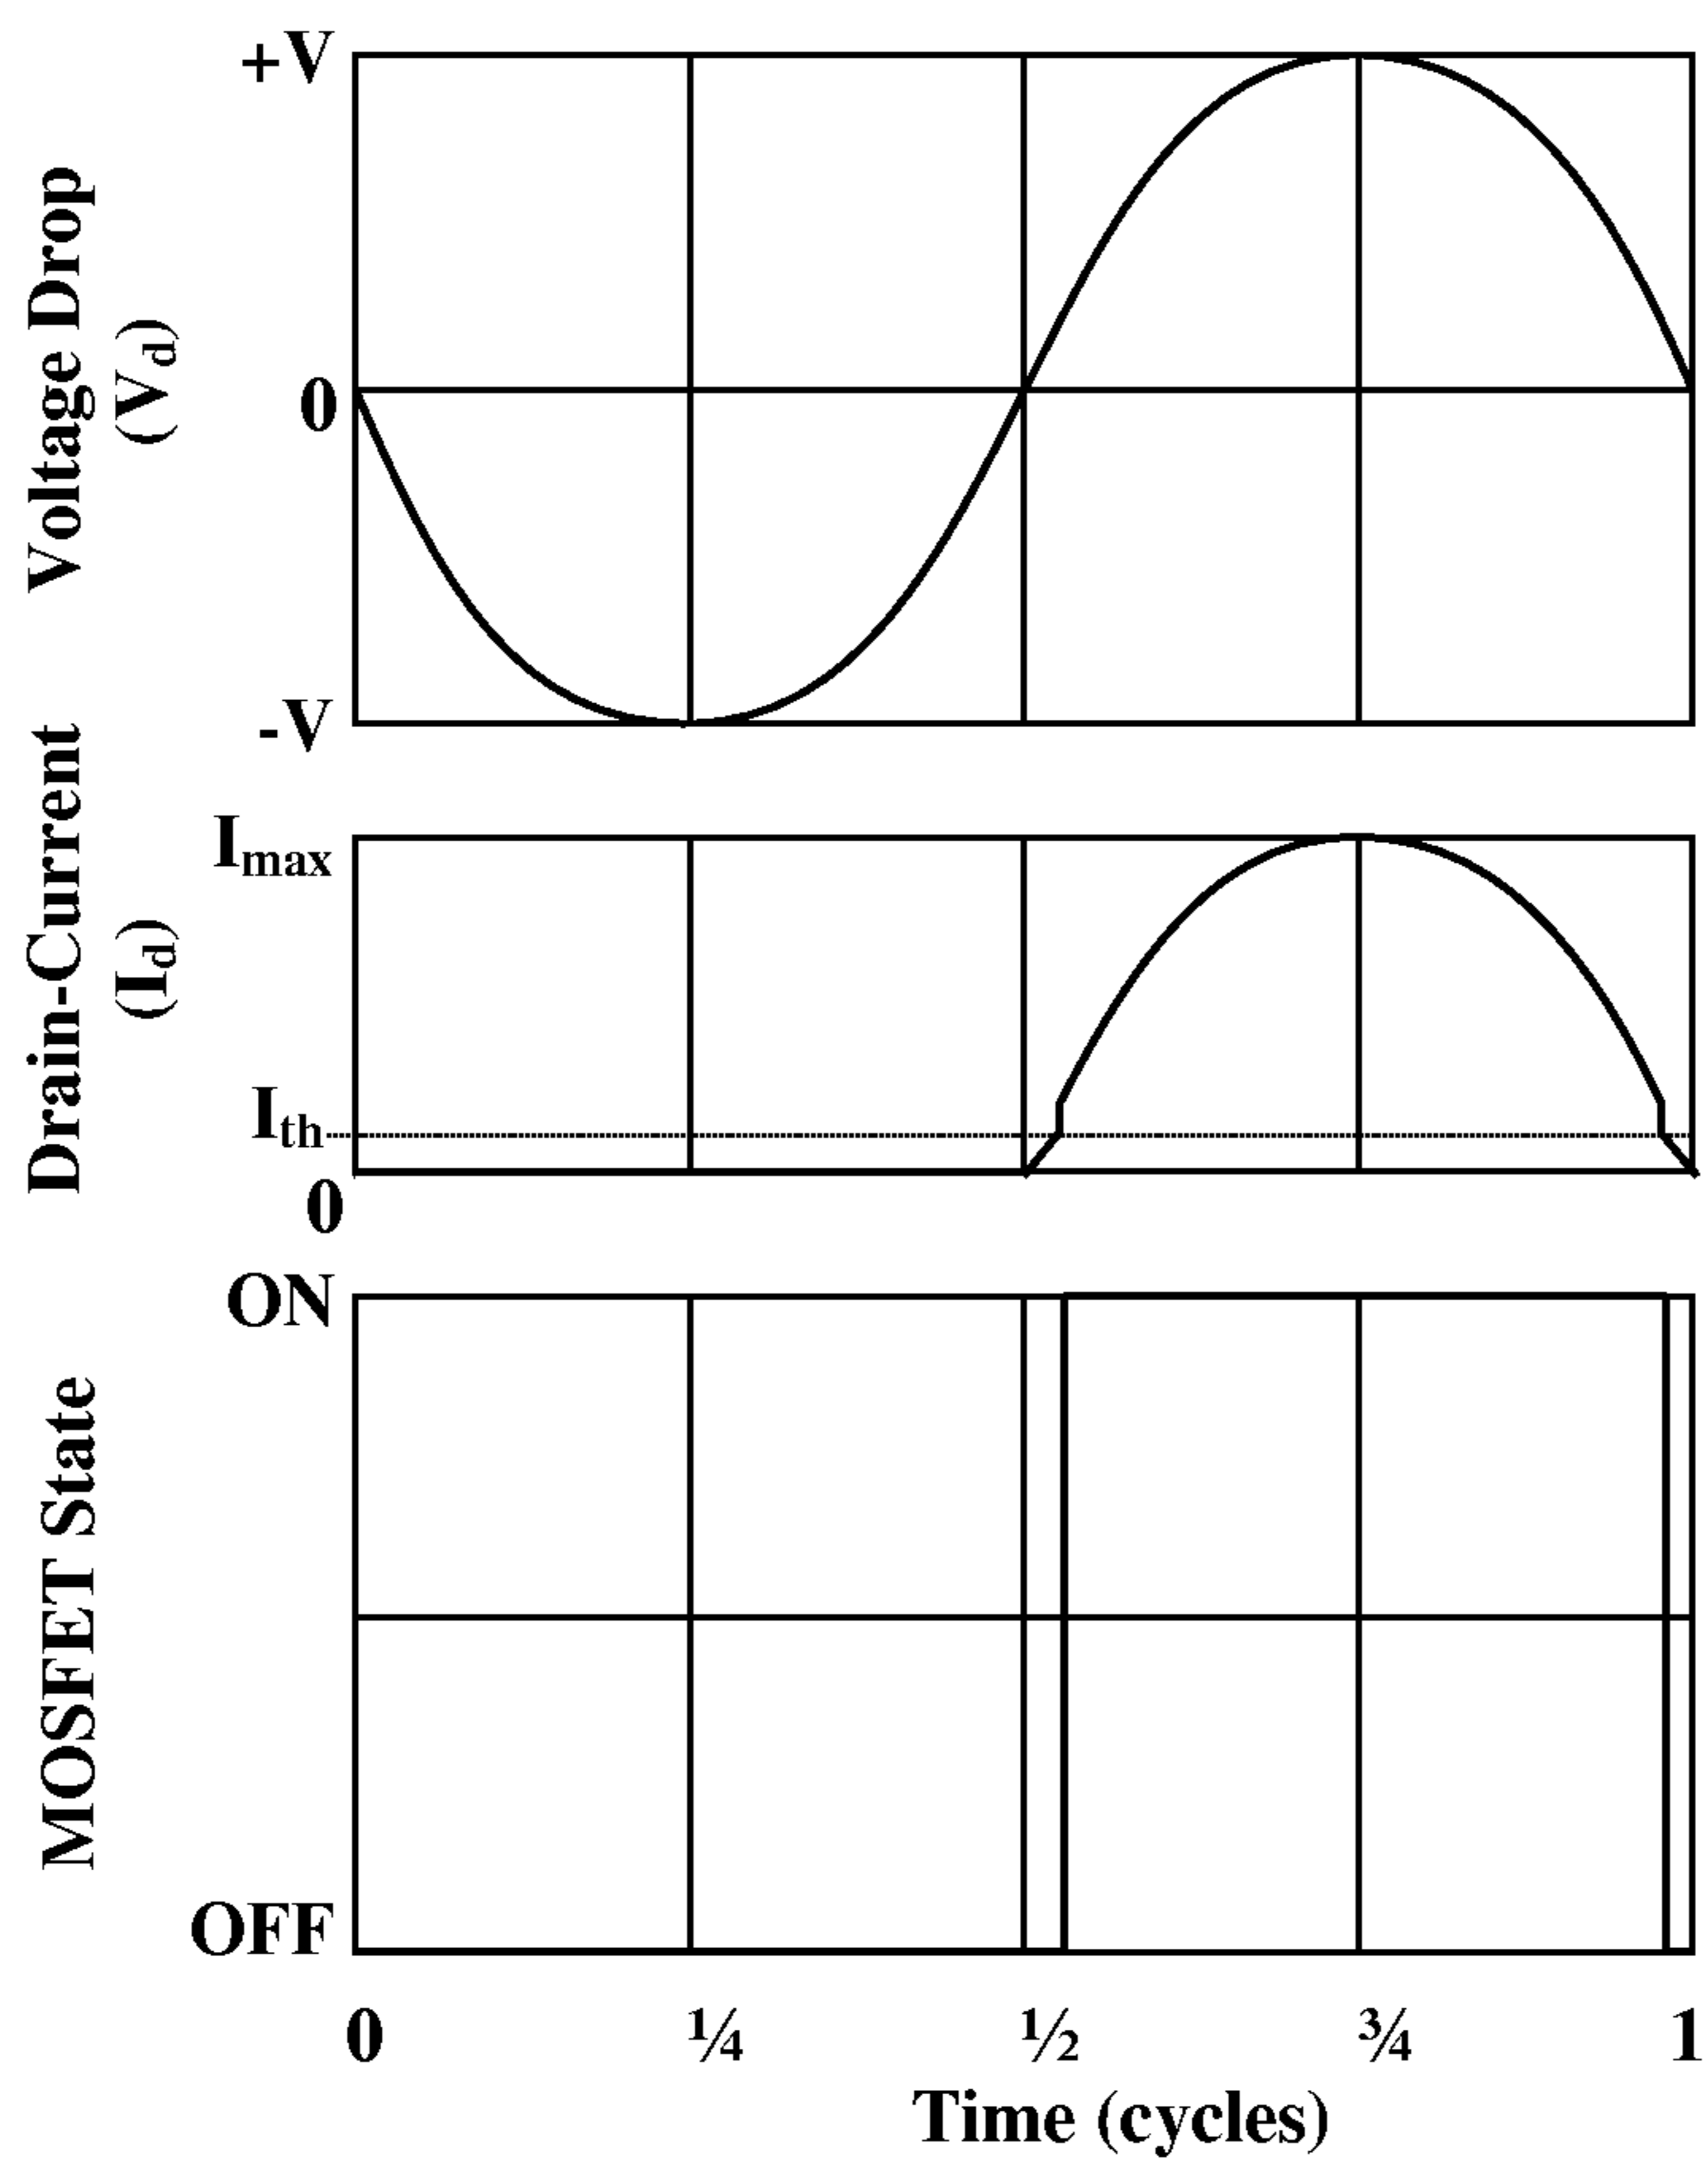 +V
Voltage Drop
(Vd)
0
-V
Imax
Drain-Current
(Id)
Ith
0
ON
MOSFET State
OFF
0 ¼ ½ ¾ 1
Time (cycles)